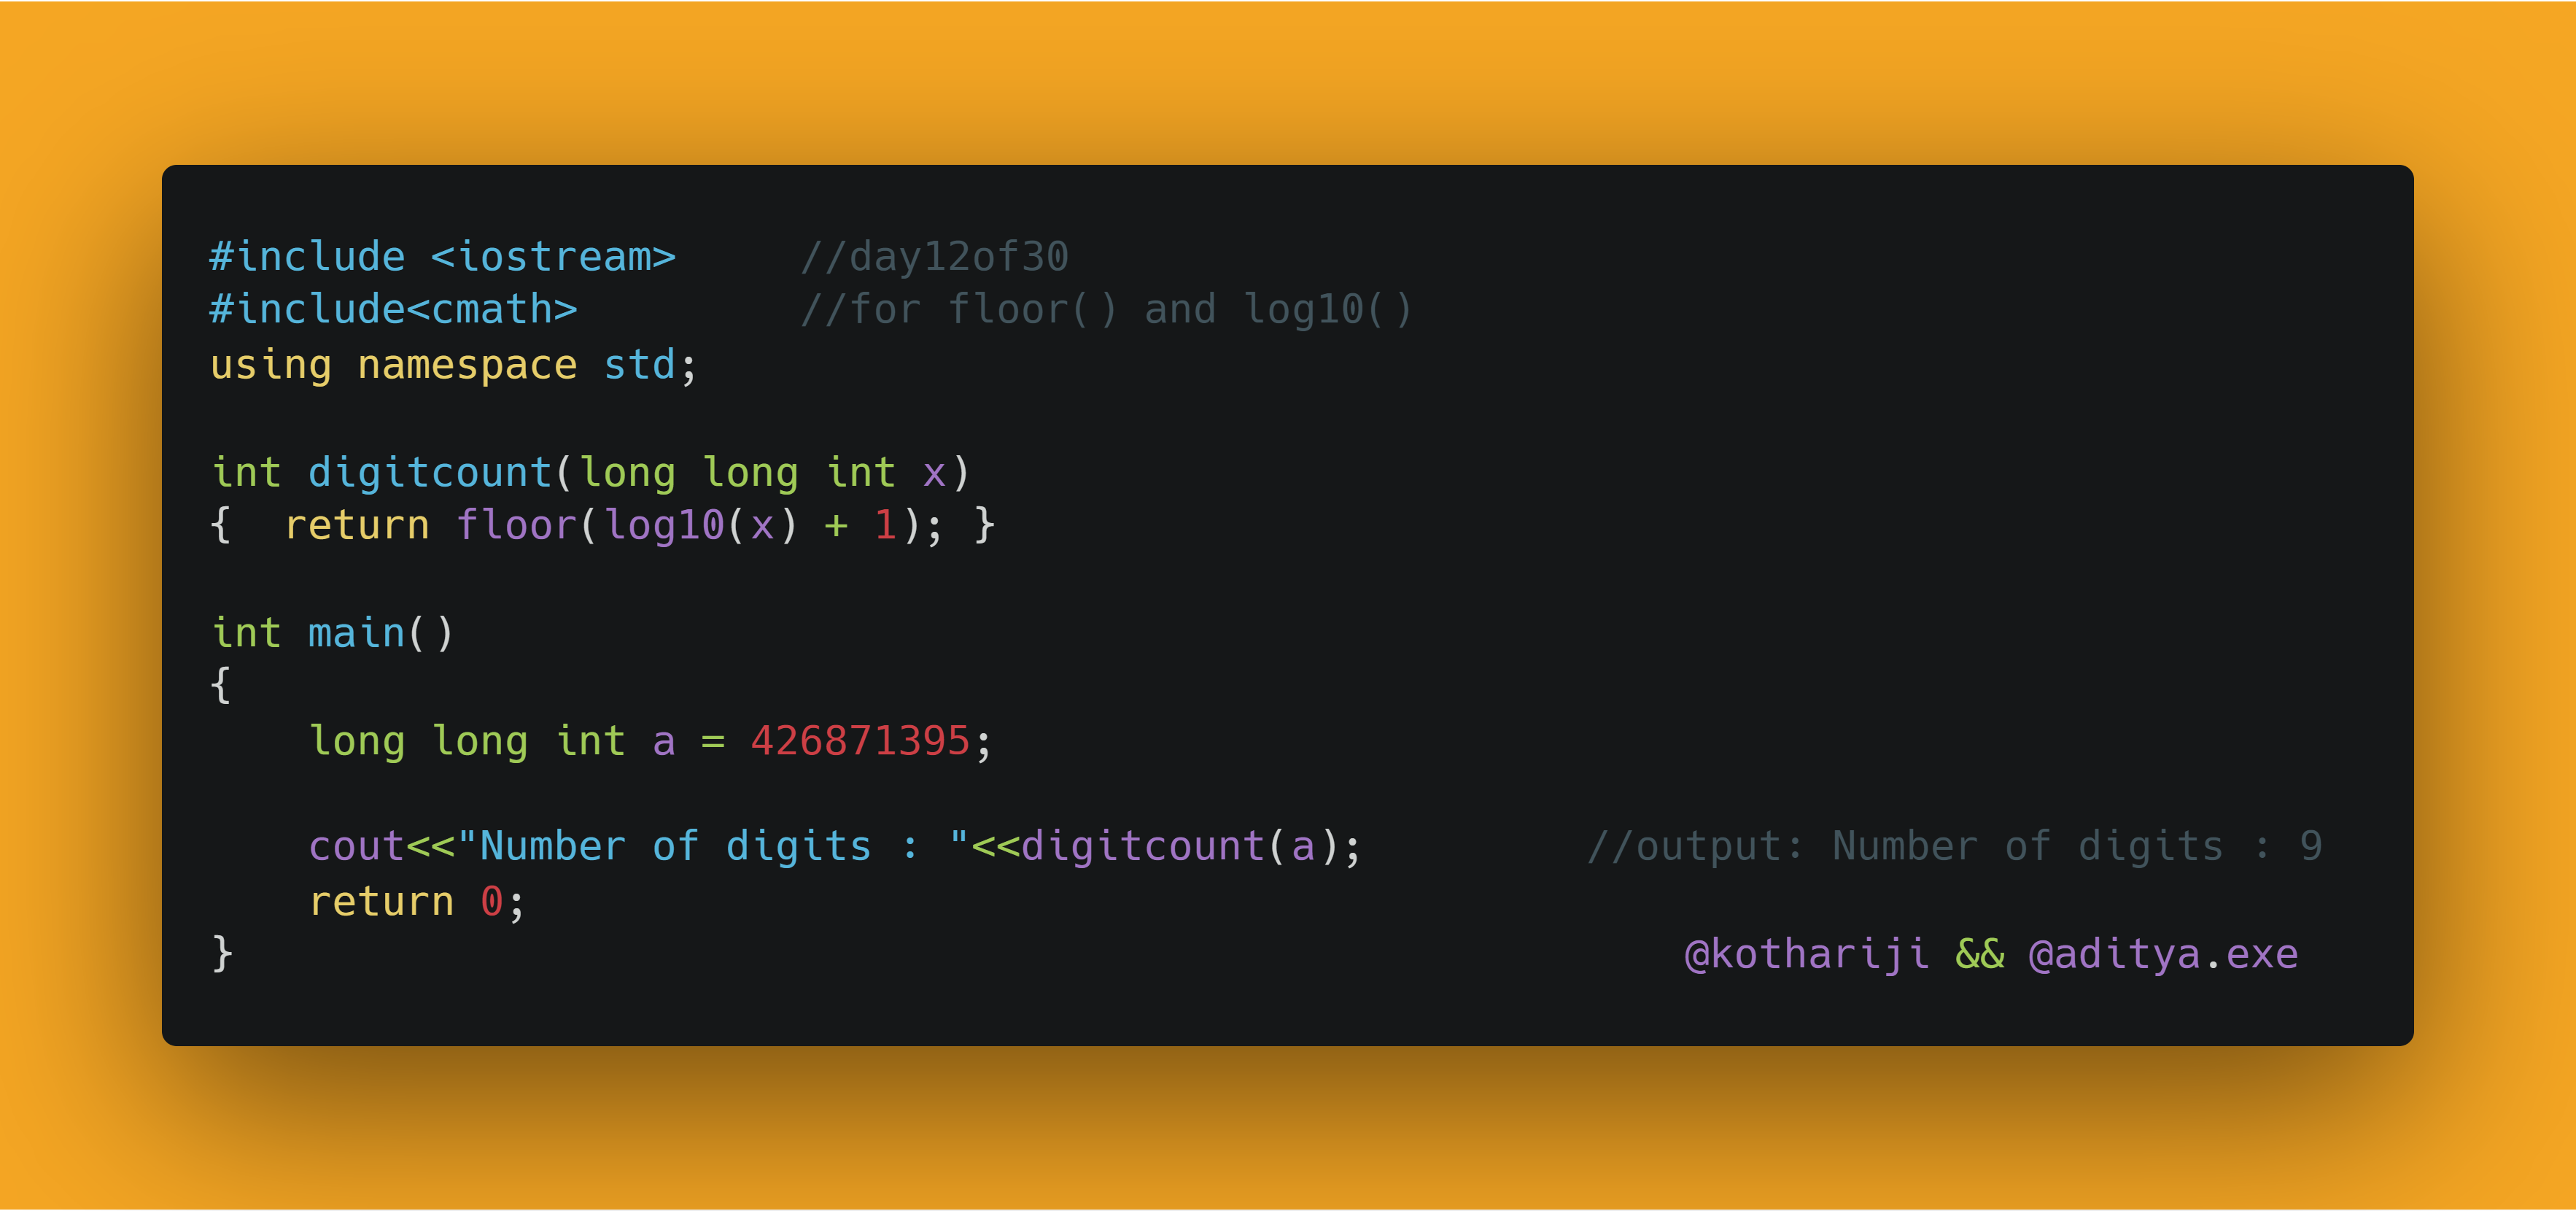 #include <iostream>     //day12of30
#include<cmath>         //for floor() and log10()
using namespace std;
int digitcount(long long int x)
{  return floor(log10(x) + 1); }
int main()
{
    long long int a = 426871395;
    cout<<"Number of digits : "<<digitcount(a);         //output: Number of digits : 9
    return 0;
}                                                           @kothariji && @aditya.exe